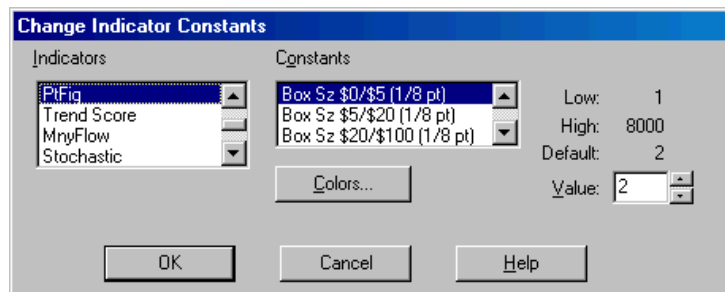 Change Indicator Constants
Indicators
Constants
PtFig
Trend Score
MnyFlow
Stochastic
Box Sz $0/$5 (1/8 pt)
Box Sz $5/$20 (1/8 pt)
Box Sz $20/$100 (1/8 pt)
Low: 1
High: 8000
Default: 2
Value: 2
Colors...
OK
Cancel
Help